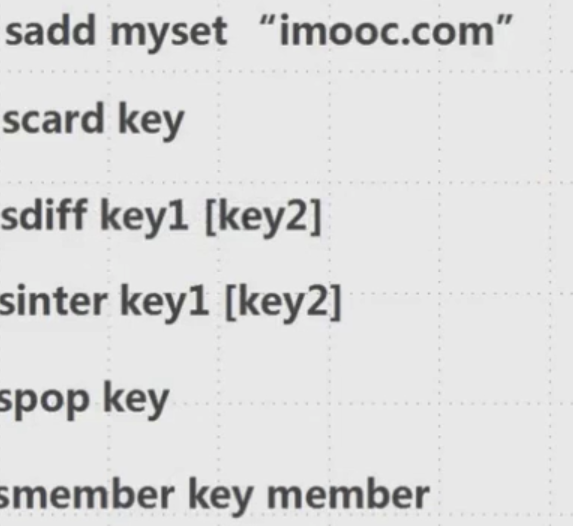 sadd myset “imooc.com”
scard key
sdiff key1 [key2]
sinter key1 [key2]
spop key
smember key member